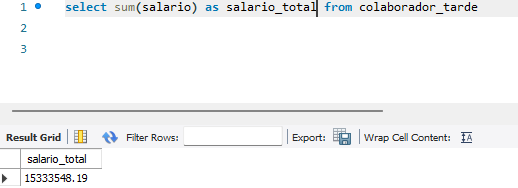 1 select sum(salario) as salario_total from colaborador_tarde
2
3
Result Grid Filter Rows: Export: Wrap Cell Content:
salario_total
15333548.19